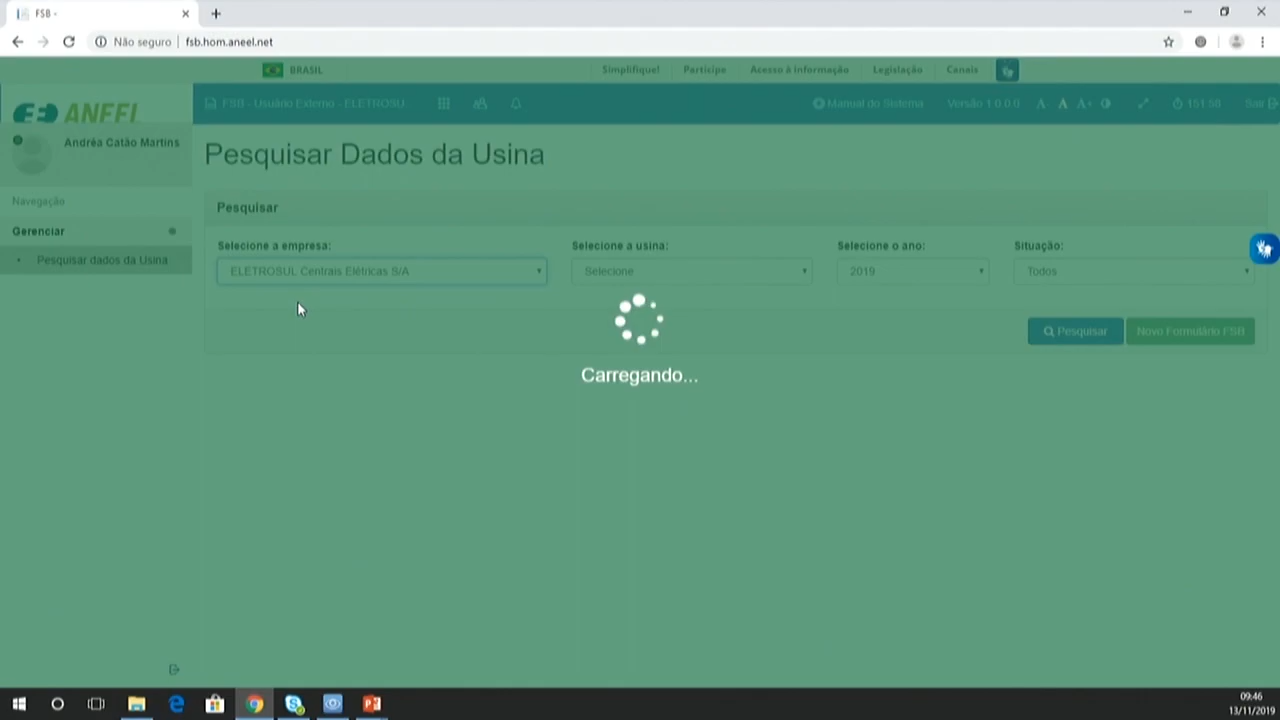 FSB -
Não seguro | fsb.hom.aneel.net
BRASIL
Simplifique!
Participe
Acesso à informação
Legislação
Canais
ANEEL
FSB - Usuário Externo - ELETROSU
Manual do Sistema
Versão 1.0.0.0
A A A+
151:58
Sair
Andréa Catão Martins
Navegação
Gerenciar
Pesquisar dados da Usina
Pesquisar Dados da Usina
Pesquisar
Selecione a empresa:
Selecione a usina:
Selecione o ano:
Situação:
ELETROSUL Centrais Elétricas S/A
Selecione
2019
Todos
Pesquisar
Novo Formulário FSB
Carregando...
09:46
13/11/2019